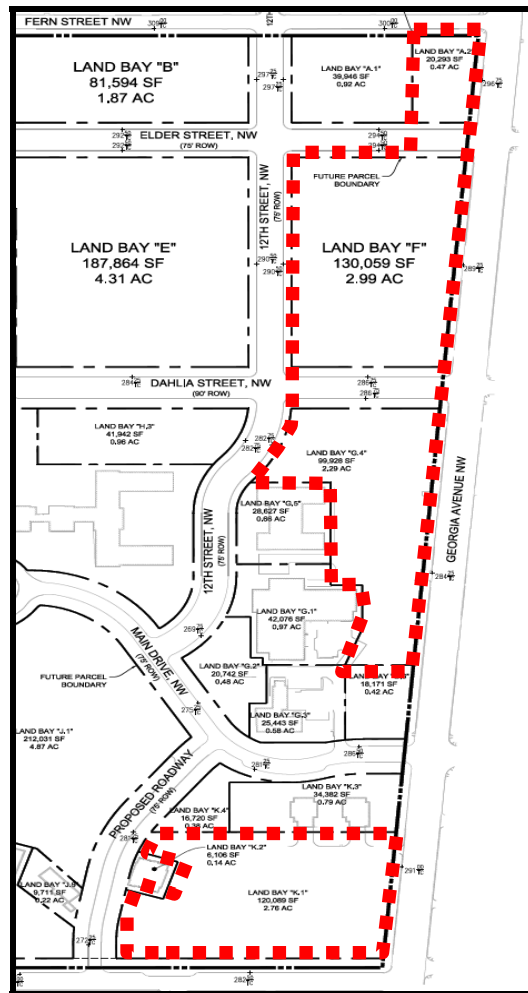 FERN STREET NW
LAND BAY "B"
81,594 SF
1.87 AC
LAND BAY "A.1"
39,946 SF
0.92 AC
LAND BAY "A.2"
20,293 SF
0.47 AC
ELDER STREET, NW
(75' ROW)
FUTURE PARCEL
BOUNDARY
12TH STREET, NW
(75' ROW)
LAND BAY "E"
187,864 SF
4.31 AC
LAND BAY "F"
130,059 SF
2.99 AC
DAHLIA STREET, NW
(90' ROW)
LAND BAY "H.3"
41,942 SF
0.96 AC
LAND BAY "G.4"
99,928 SF
2.29 AC
LAND BAY "G.5"
28,627 SF
0.66 AC
GEORGIA AVENUE NW
12TH STREET, NW
(75' ROW)
LAND BAY "G.1"
42,076 SF
0.97 AC
MAIN DRIVE, NW
(75' ROW)
FUTURE PARCEL
BOUNDARY
LAND BAY "G.2"
20,742 SF
0.48 AC
18,171 SF
0.42 AC
LAND BAY "G.3"
25,443 SF
0.58 AC
LAND BAY "J.1"
212,031 SF
4.87 AC
PROPOSED ROADWAY
(75' ROW)
LAND BAY "K.3"
34,382 SF
0.79 AC
LAND BAY "K.4"
16,720 SF
0.38 AC
LAND BAY "K.2"
6,106 SF
0.14 AC
9,711 SF
0.22 AC
LAND BAY "K.1"
120,089 SF
2.76 AC